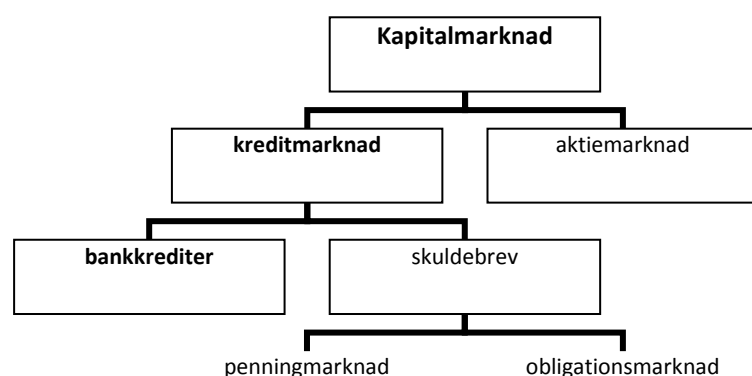 Kapitalmarknad
kreditmarknad
aktiemarknad
bankkrediter
skuldebrev
penningmarknad
obligationsmarknad